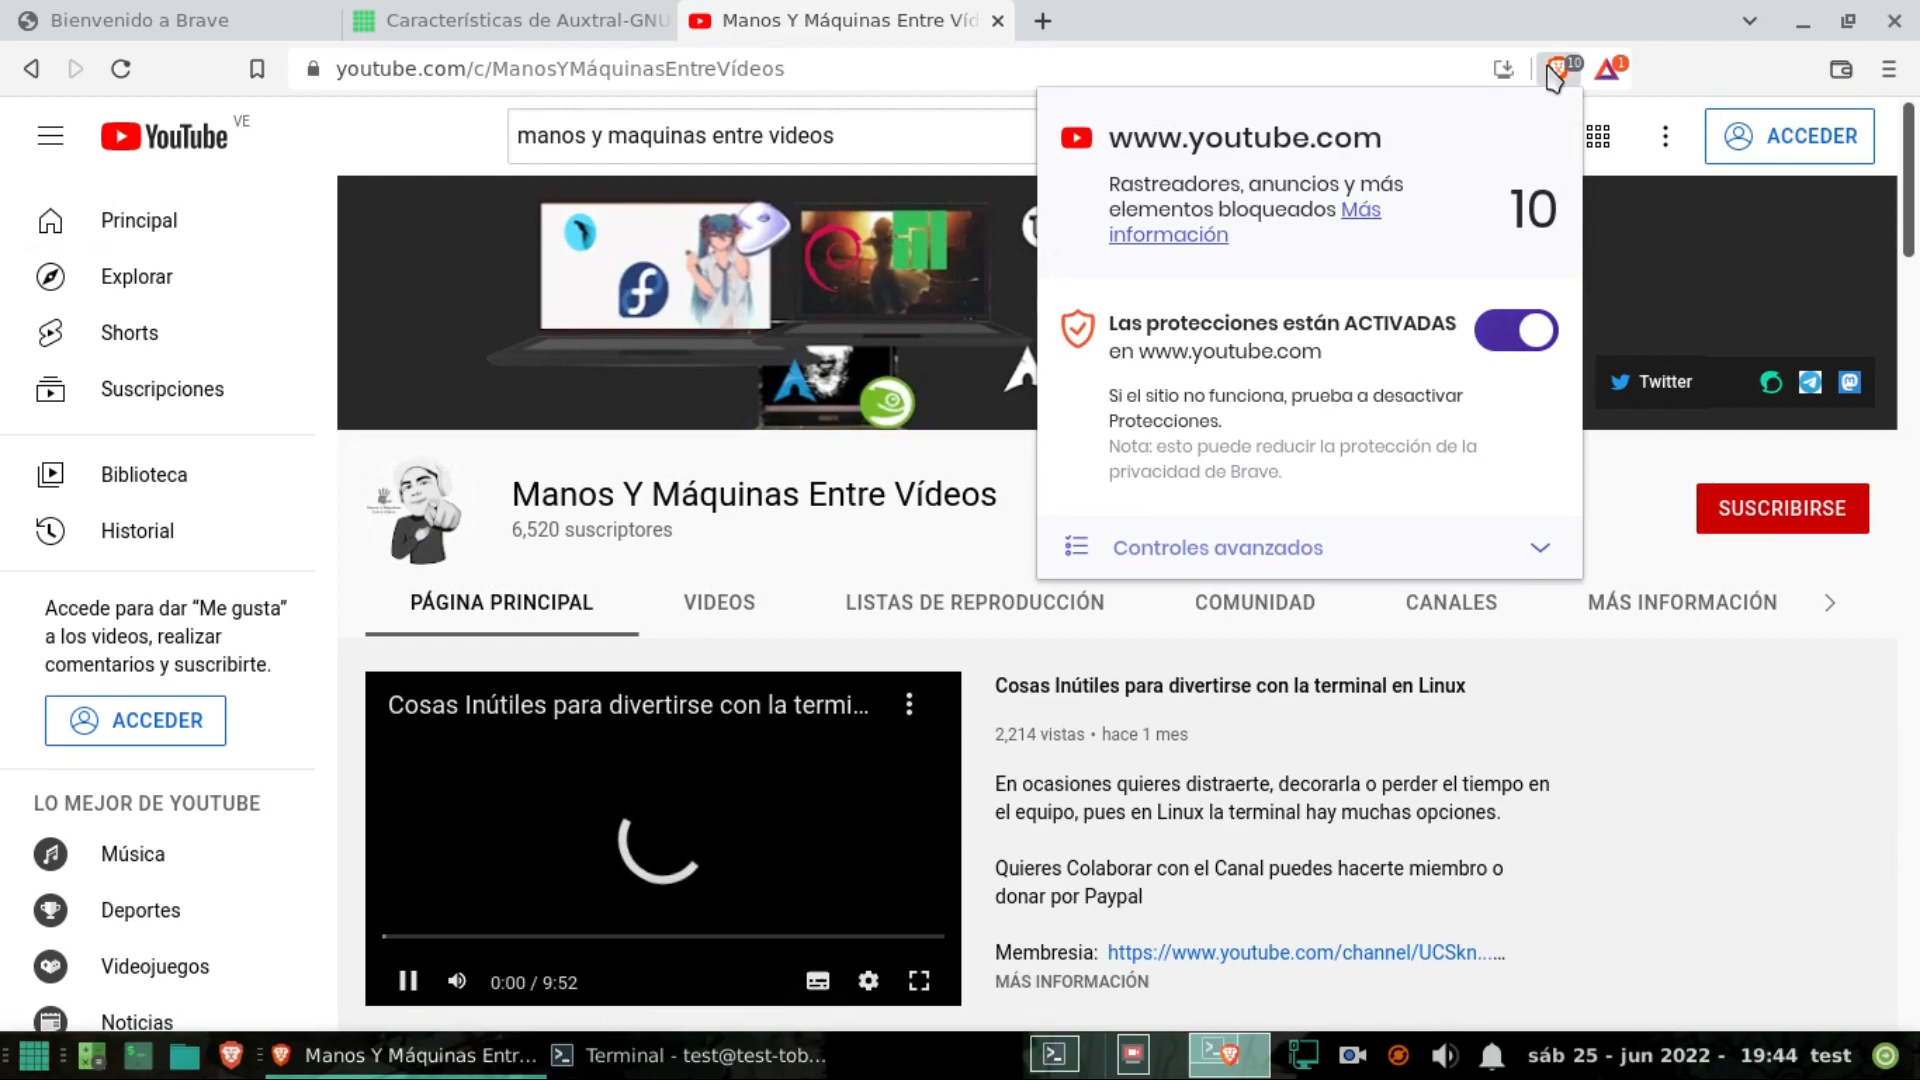 Bienvenido a Brave
Características de Auxtral-GNU
Manos Y Máquinas Entre Víd
youtube.com/c/ManosYMáquinasEntreVídeos
10
1
YouTube VE
manos y maquinas entre videos
ACCEDER
www.youtube.com
Rastreadores, anuncios y más
elementos bloqueados Más
información
10
Las protecciones están ACTIVADAS
en www.youtube.com
Si el sitio no funciona, prueba a desactivar
Protecciones.
Nota: esto puede reducir la protección de la
privacidad de Brave.
Controles avanzados
Principal
Explorar
Shorts
Suscripciones
Biblioteca
Historial
Accede para dar “Me gusta”
a los videos, realizar
comentarios y suscribirte.
ACCEDER
LO MEJOR DE YOUTUBE
Música
Deportes
Videojuegos
Noticias
Twitter
Manos Y Máquinas Entre Vídeos
6,520 suscriptores
SUSCRIBIRSE
PÁGINA PRINCIPAL
VIDEOS
LISTAS DE REPRODUCCIÓN
COMUNIDAD
CANALES
MÁS INFORMACIÓN
Cosas Inútiles para divertirse con la termi...
0:00 / 9:52
Cosas Inútiles para divertirse con la terminal en Linux
2,214 vistas • hace 1 mes
En ocasiones quieres distraerte, decorarla o perder el tiempo en
el equipo, pues en Linux la terminal hay muchas opciones.
Quieres Colaborar con el Canal puedes hacerte miembro o
donar por Paypal
Membresia: https://www.youtube.com/channel/UCSkn...…
MÁS INFORMACIÓN
Manos Y Máquinas Entr...
Terminal - test@test-tob...
sáb 25 - jun 2022 - 19:44 test